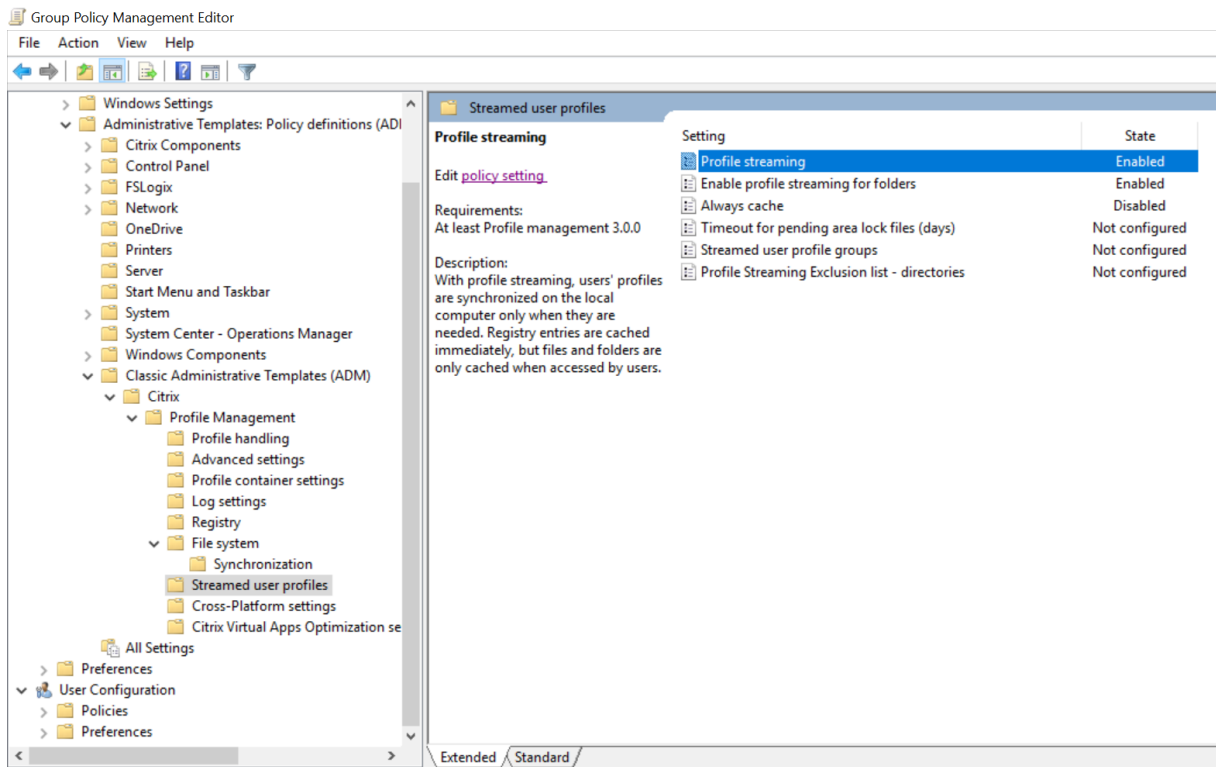 Group Policy Management Editor
File Action View Help
Windows Settings
Administrative Templates: Policy definitions (ADI
Citrix Components
Control Panel
FSLogix
Network
OneDrive
Printers
Server
Start Menu and Taskbar
System
System Center - Operations Manager
Windows Components
Classic Administrative Templates (ADM)
Citrix
Profile Management
Profile handling
Advanced settings
Profile container settings
Log settings
Registry
File system
Synchronization
Streamed user profiles
Cross-Platform settings
Citrix Virtual Apps Optimization se
All Settings
Preferences
User Configuration
Policies
Preferences
Streamed user profiles
Profile streaming
Edit policy setting
Requirements:
At least Profile management 3.0.0
Description:
With profile streaming, users' profiles
are synchronized on the local
computer only when they are
needed. Registry entries are cached
immediately, but files and folders are
only cached when accessed by users.
Setting State
Profile streaming Enabled
Enable profile streaming for folders Enabled
Always cache Disabled
Timeout for pending area lock files (days) Not configured
Streamed user profile groups Not configured
Profile Streaming Exclusion list - directories Not configured
Extended Standard